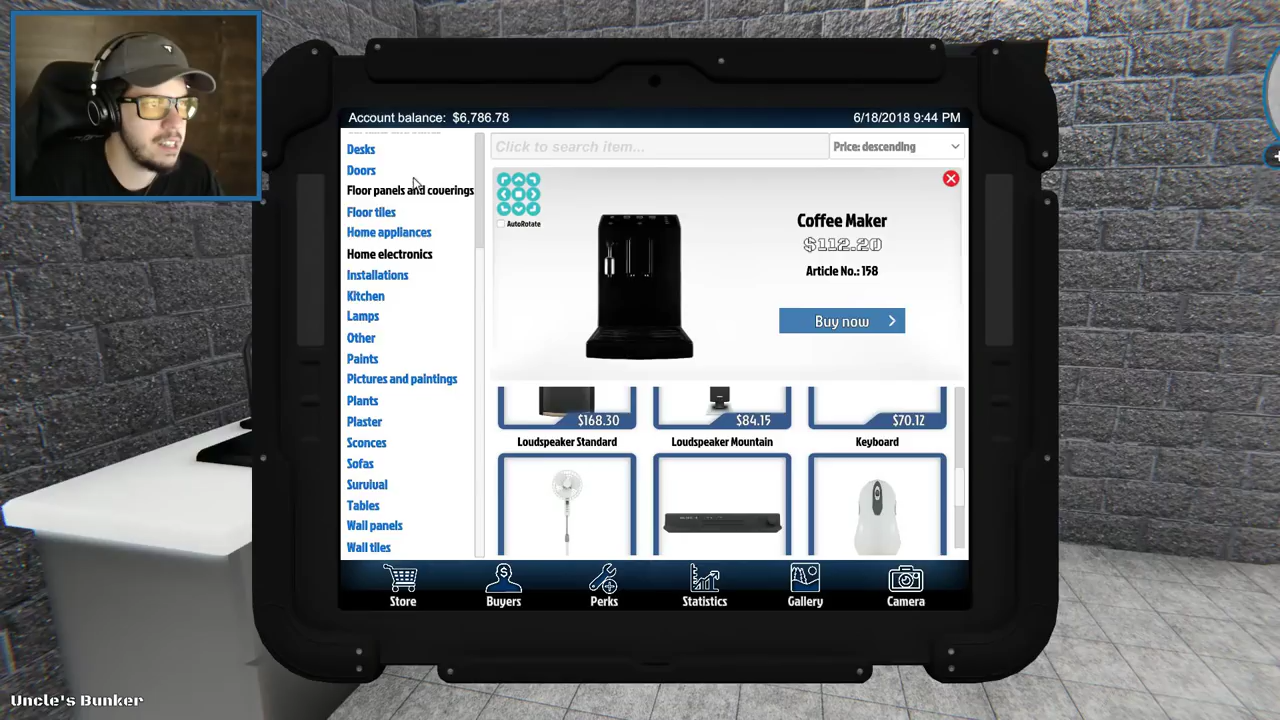 Account balance: $6,786.78
6/18/2018 9:44 PM
Desks
Doors
Floor panels and coverings
Floor tiles
Home appliances
Home electronics
Installations
Kitchen
Lamps
Other
Paints
Pictures and paintings
Plants
Plaster
Sconces
Sofas
Survival
Tables
Wall panels
Wall tiles
Click to search item...
Price: descending
AutoRotate
Coffee Maker
$112.20
Article No.: 158
Buy now
$168.30
$84.15
$70.12
Loudspeaker Standard
Loudspeaker Mountain
Keyboard
Store
Buyers
Perks
Statistics
Gallery
Camera
Uncle's Bunker